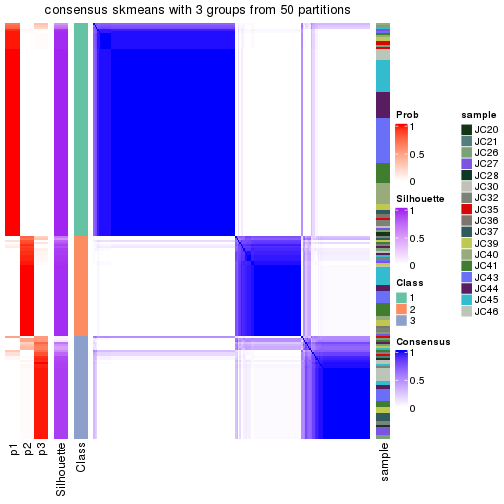 consensus skmeans with 3 groups from 50 partitions
Prob
1
0.5
0
Silhouette
1
0.5
0
Class
1
2
3
Consensus
1
0.5
0
sample
JC20
JC21
JC26
JC27
JC28
JC30
JC32
JC35
JC36
JC37
JC39
JC40
JC41
JC43
JC44
JC45
JC46
p1
p2
p3
Silhouette
Class
sample